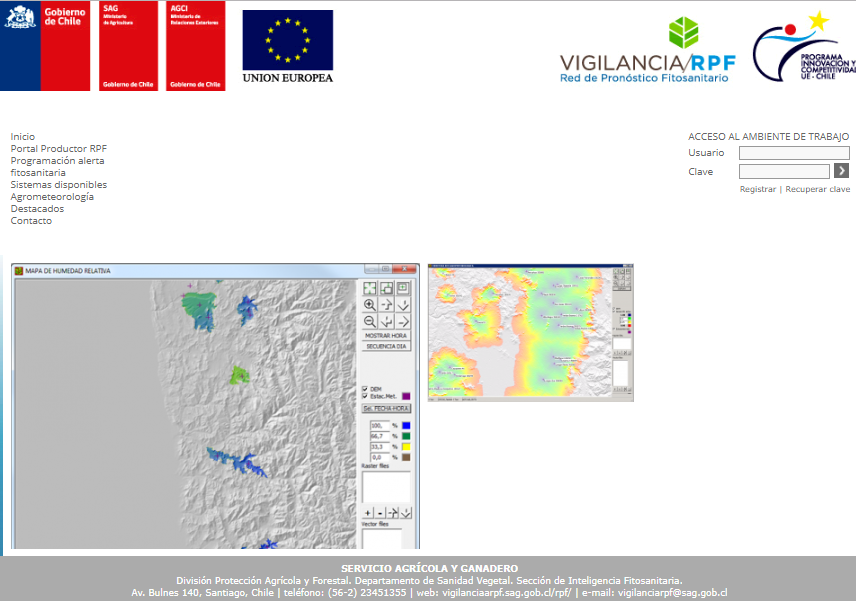 Gobierno
de Chile
SAG
Ministerio
de Agricultura
Gobierno de Chile
AGCI
Ministerio de
Relaciones Exteriores
Gobierno de Chile
UNION EUROPEA
VIGILANCIA/RPF
Red de Pronóstico Fitosanitario
PROGRAMA
INNOVACION Y
COMPETITIVIDAD
UE - CHILE
Inicio
Portal Productor RPF
Programación alerta
fitosanitaria
Sistemas disponibles
Agrometeorología
Destacados
Contacto
ACCESO AL AMBIENTE DE TRABAJO
Usuario
Clave
Registrar | Recuperar clave
MAPA DE HUMEDAD RELATIVA
MOSTRAR HORA
SECUENCIA DIA
DEM
Estac.Met.
Sel. FECHA-HORA
100, %
66,7 %
33,3 %
0,0 %
Raster files
Vector files
SERVICIO AGRÍCOLA Y GANADERO
División Protección Agrícola y Forestal. Departamento de Sanidad Vegetal. Sección de Inteligencia Fitosanitaria.
Av. Bulnes 140, Santiago, Chile | teléfono: (56-2) 23451355 | web: vigilanciaarpf.sag.gob.cl/rpf/ | e-mail: vigilanciarpf@sag.gob.cl